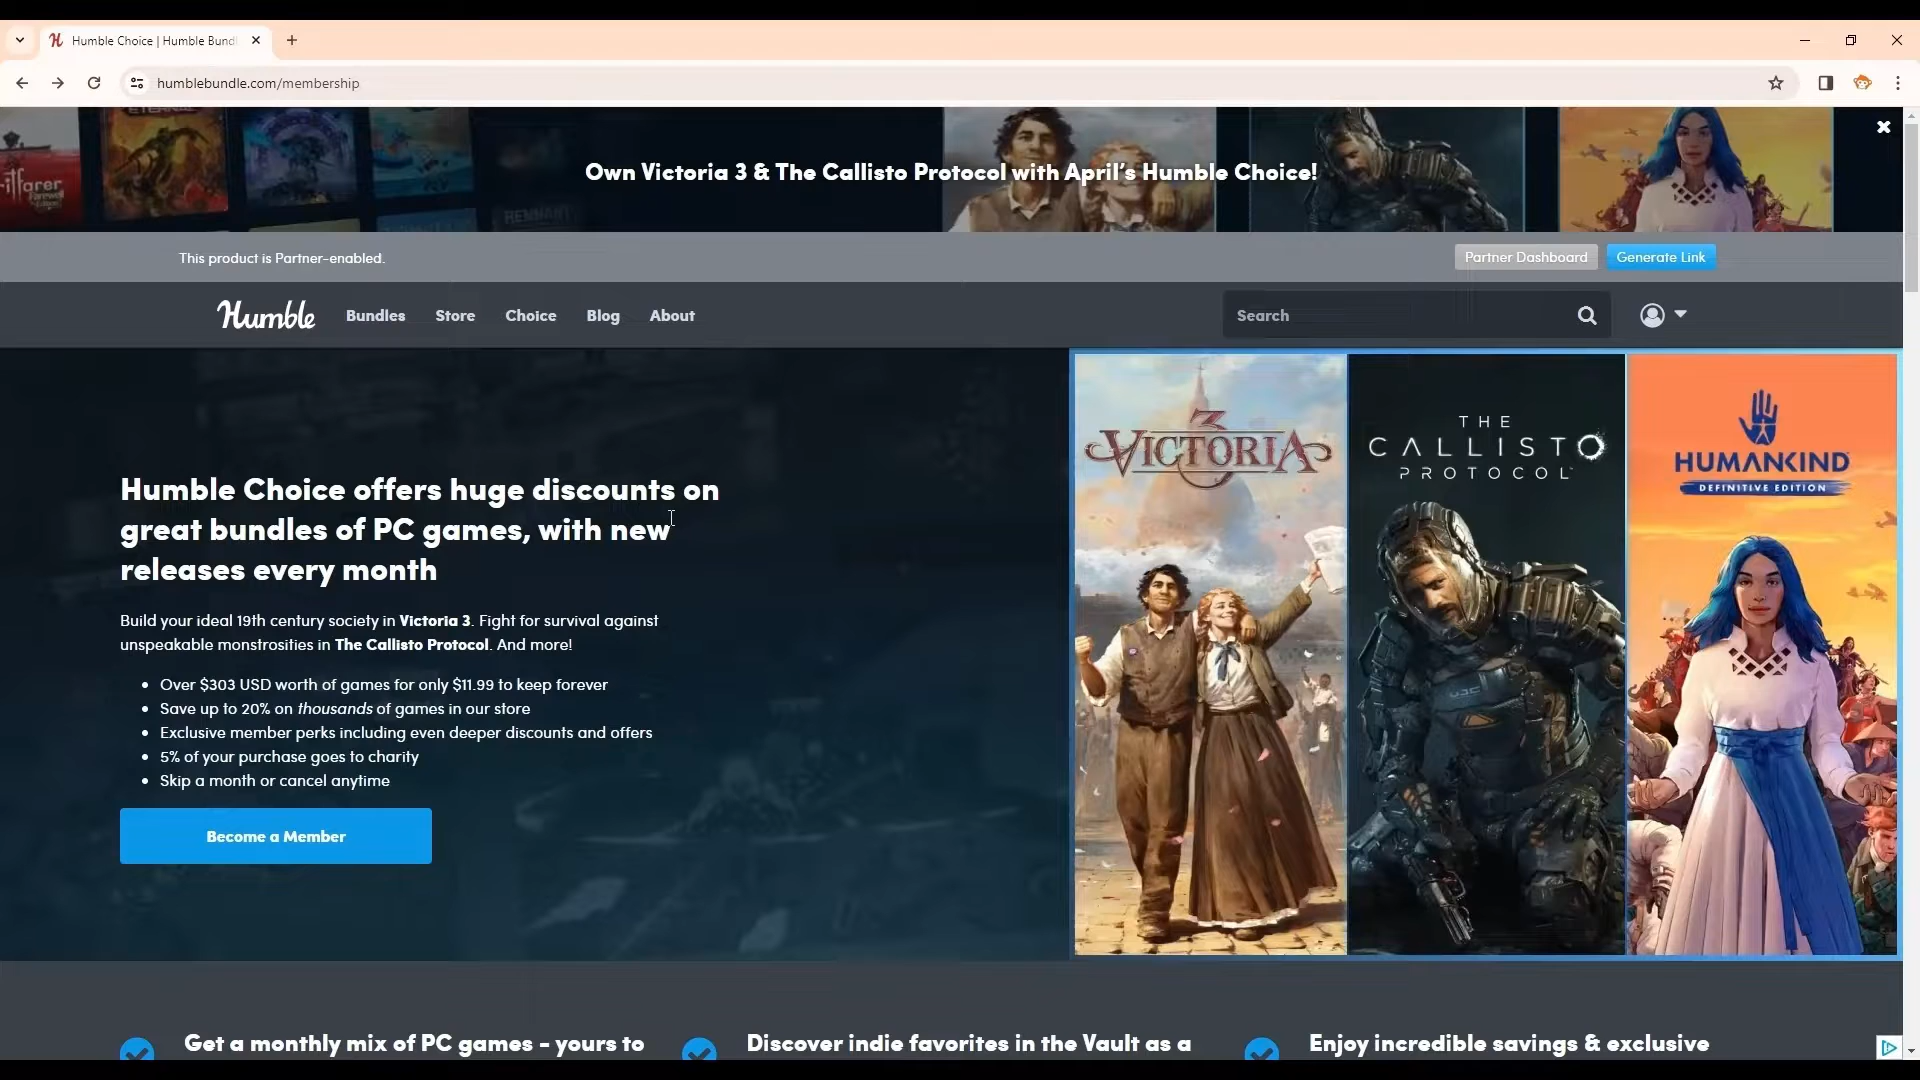 Humble Choice | Humble Bund
humblebundle.com/membership
ETERNAL
Own Victoria 3 & The Callisto Protocol with April's Humble Choice!
Farewell
Edition
This product is Partner-enabled.
Partner Dashboard
Generate Link
Humble
Bundles
Store
Choice
Blog
About
Search
Humble Choice offers huge discounts on
great bundles of PC games, with new
releases every month
Build your ideal 19th century society in Victoria 3. Fight for survival against
unspeakable monstrosities in The Callisto Protocol. And more!
• Over $303 USD worth of games for only $11.99 to keep forever
• Save up to 20% on thousands of games in our store
• Exclusive member perks including even deeper discounts and offers
• 5% of your purchase goes to charity
• Skip a month or cancel anytime
Become a Member
3
VICTORIA
THE
CALLISTO
PROTOCOL
HUMANKIND
DEFINITIVE EDITION
Get a monthly mix of PC games - yours to
Discover indie favorites in the Vault as a
Enjoy incredible savings & exclusive